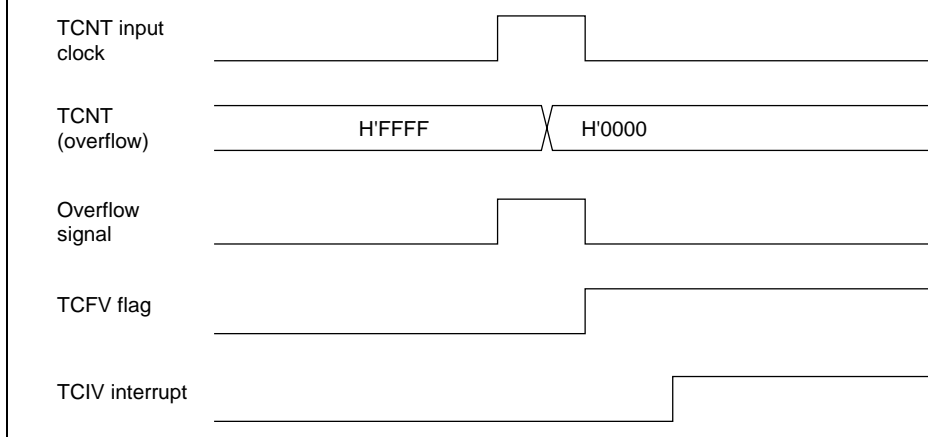 TCNT input
clock
TCNT
(overflow)
H'FFFF
H'0000
Overflow
signal
TCFV flag
TCIV interrupt